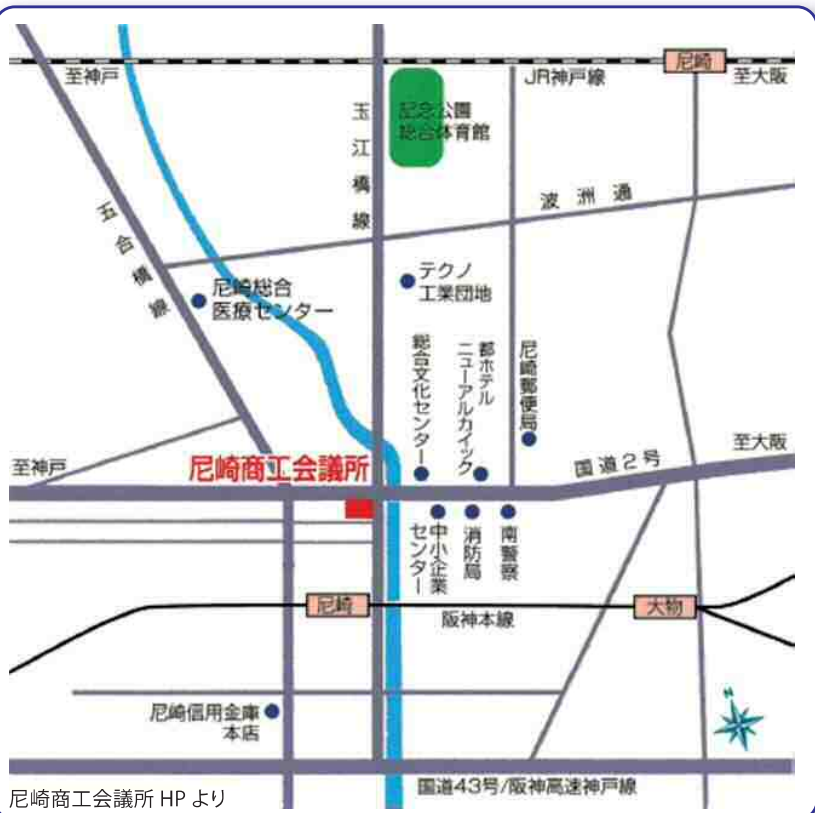 尼崎
至神戸
JR神戸線
至大阪
玉江橋線
記念公園
総合体育館
波洲通
五合橋線
テクノ
工業団地
尼崎総合
医療センター
総合文化センター
都ホテル
ニューアルカイック
尼崎郵便局
至大阪
国道2号
至神戸
尼崎商工会議所
中小企業
センター
消防局
南警察
尼崎
大物
阪神本線
尼崎信用金庫
本店
N
国道43号/阪神高速神戸線
尼崎商工会議所 HP より